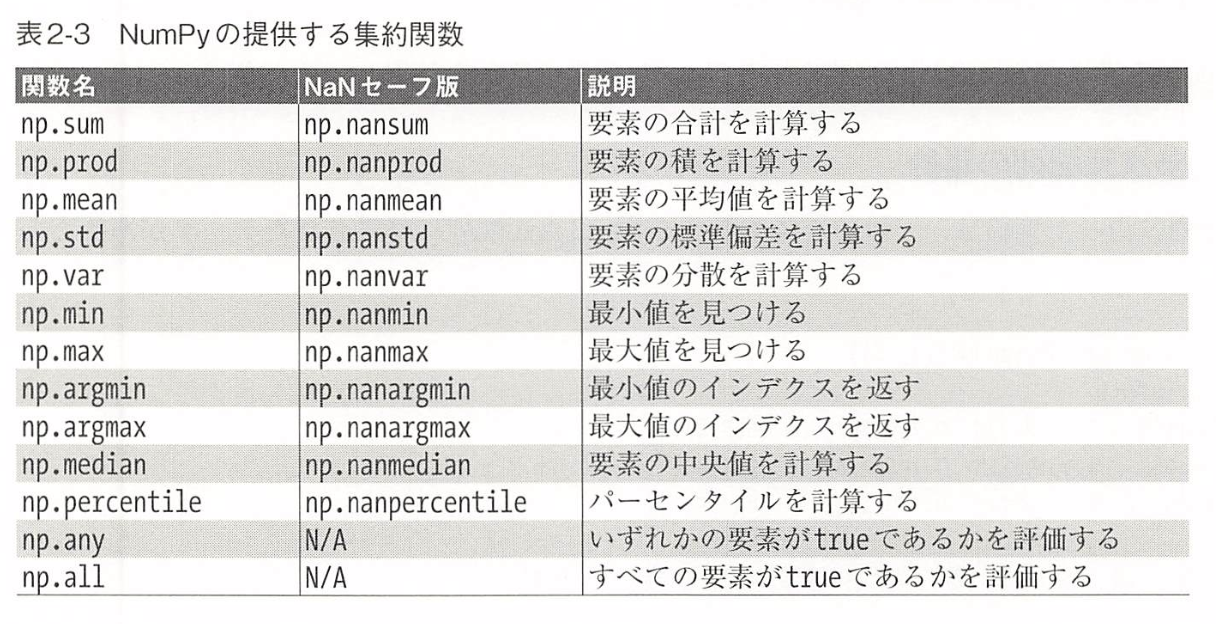 表2-3 NumPyの提供する集約関数
関数名 NaNセーフ版 説明
np.sum np.nansum 要素の合計を計算する
np.prod np.nanprod 要素の積を計算する
np.mean np.nanmean 要素の平均値を計算する
np.std np.nanstd 要素の標準偏差を計算する
np.var np.nanvar 要素の分散を計算する
np.min np.nanmin 最小値を見つける
np.max np.nanmax 最大値を見つける
np.argmin np.nanargmin 最小値のインデクスを返す
np.argmax np.nanargmax 最大値のインデクスを返す
np.median np.nanmedian 要素の中央値を計算する
np.percentile np.nanpercentile パーセンタイルを計算する
np.any N/A いずれかの要素がtrueであるかを評価する
np.all N/A すべての要素がtrueであるかを評価する